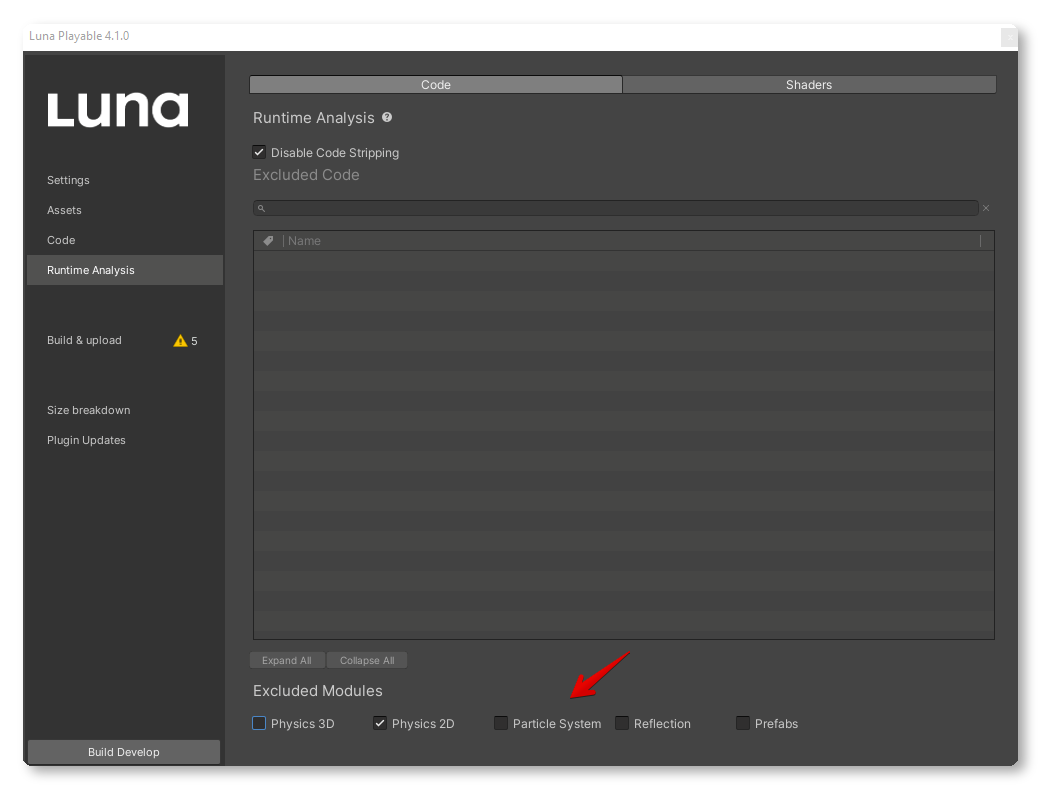 Luna Playable 4.1.0
Luna
Settings
Assets
Code
Runtime Analysis
Build & upload 5
Size breakdown
Plugin Updates
Build Develop
Code Shaders
Runtime Analysis ?
Disable Code Stripping
Excluded Code
Name
Expand All Collapse All
Excluded Modules
Physics 3D Physics 2D Particle System Reflection Prefabs